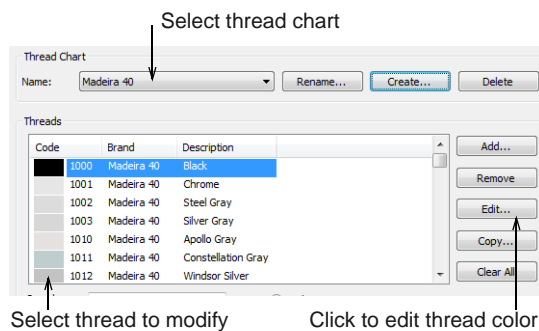 Select thread chart
Thread Chart
Name: Madeira 40 Rename... Create... Delete
Threads
Code Brand Description
1000 Madeira 40 Black
1001 Madeira 40 Chrome
1002 Madeira 40 Steel Gray
1003 Madeira 40 Silver Gray
1010 Madeira 40 Apollo Gray
1011 Madeira 40 Constellation Gray
1012 Madeira 40 Windsor Silver
Add...
Remove
Edit...
Copy...
Clear All
Select thread to modify
Click to edit thread color